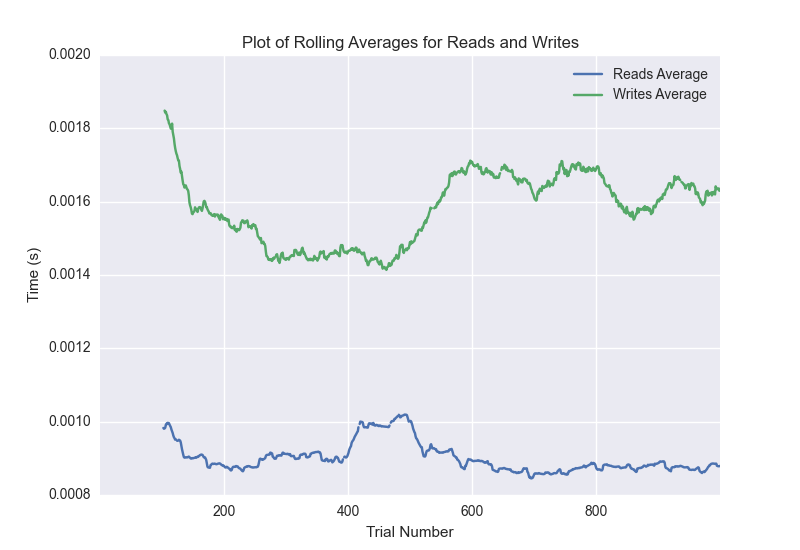 Plot of Rolling Averages for Reads and Writes
0.0020
0.0018
0.0016
0.0014
0.0012
0.0010
0.0008
Time (s)
Reads Average
Writes Average
200 400 600 800
Trial Number